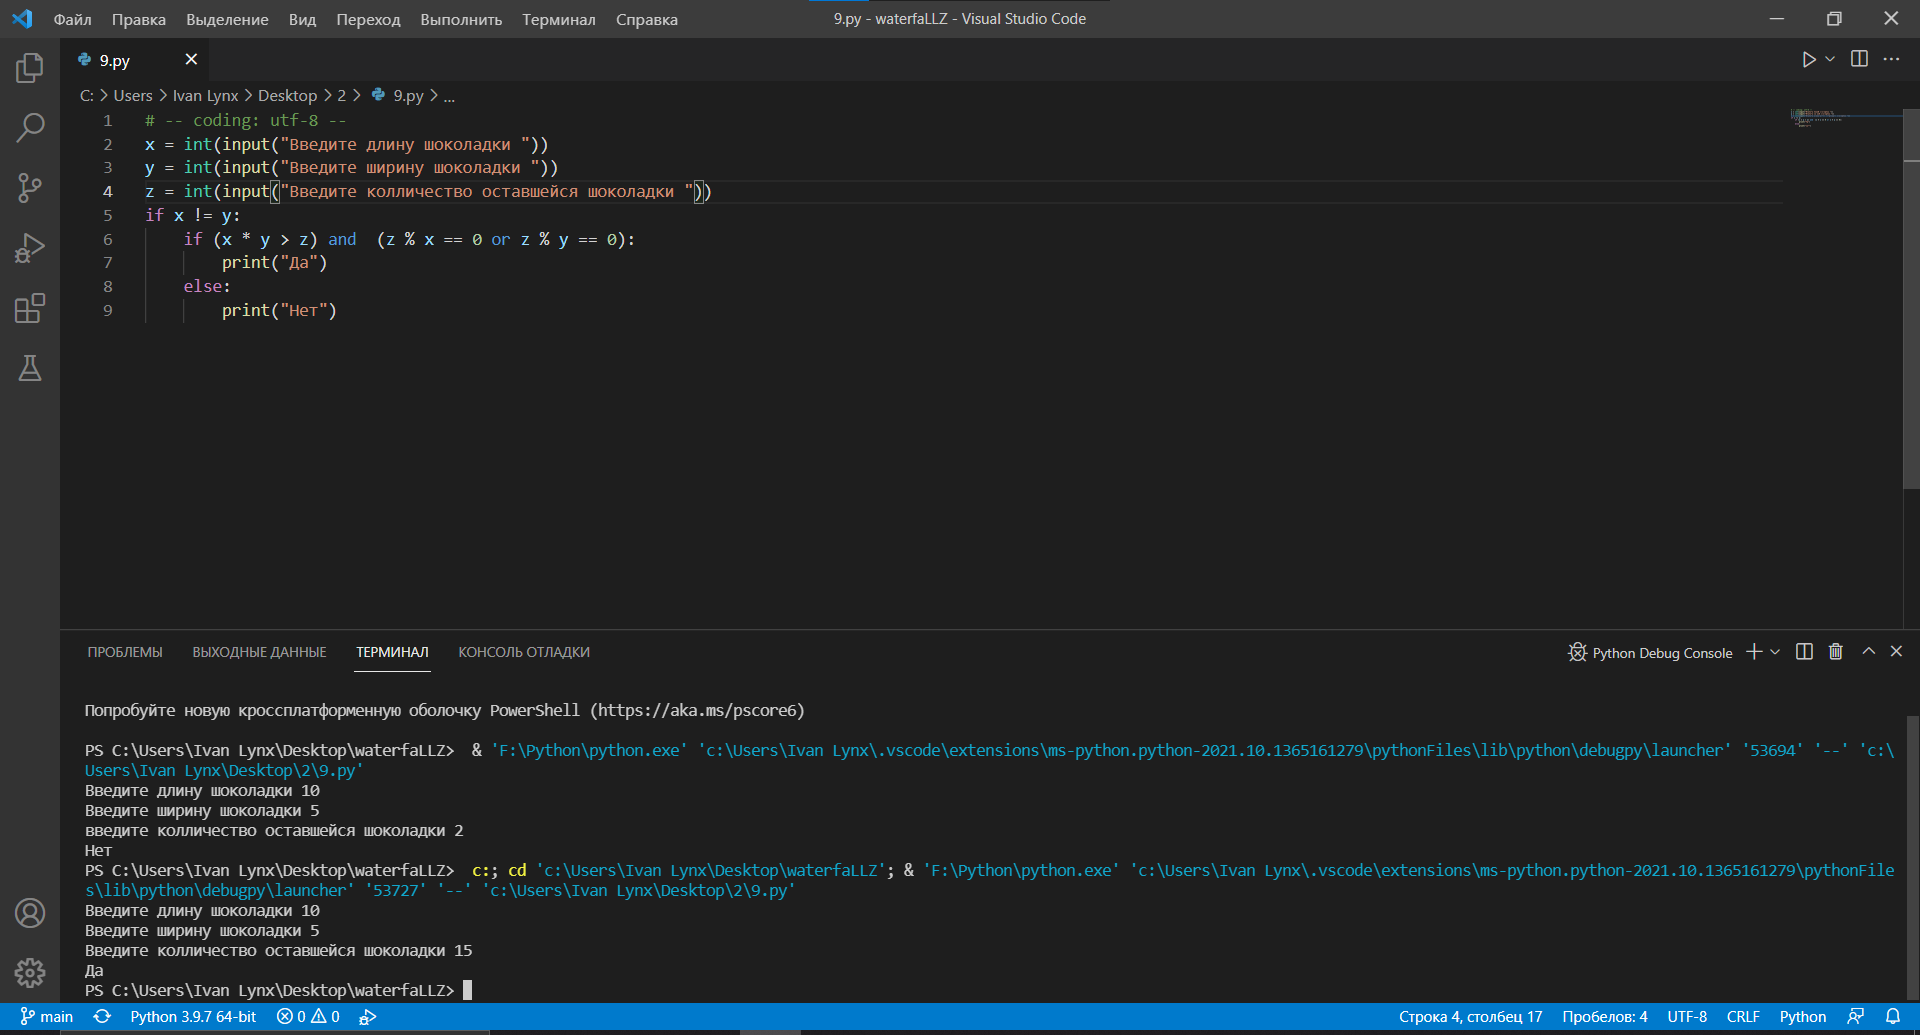 Файл Правка Выделение Вид Переход Выполнить Терминал Справка 9.py - waterfaLLZ - Visual Studio Code
9.py
C: > Users > Ivan Lynx > Desktop > 2 > 9.py > ...
1 # -- coding: utf-8 --
2 x = int(input("Введите длину шоколадки "))
3 y = int(input("Введите ширину шоколадки "))
4 z = int(input("Введите колличество оставшейся шоколадки "))
5 if x != y:
6 if (x * y > z) and  (z % x == 0 or z % y == 0):
7 print("Да")
8 else:
9 print("Нет")
ПРОБЛЕМЫ ВЫХОДНЫЕ ДАННЫЕ ТЕРМИНАЛ КОНСОЛЬ ОТЛАДКИ Python Debug Console
Попробуйте новую кроссплатформенную оболочку PowerShell (https://aka.ms/pscore6)
PS C:\Users\Ivan Lynx\Desktop\waterfaLLZ>  & 'F:\Python\python.exe' 'c:\Users\Ivan Lynx\.vscode\extensions\ms-python.python-2021.10.1365161279\pythonFiles\lib\python\debugpy\launcher' '53694' '--' 'c:\
Users\Ivan Lynx\Desktop\2\9.py'
Введите длину шоколадки 10
Введите ширину шоколадки 5
введите колличество оставшейся шоколадки 2
Нет
PS C:\Users\Ivan Lynx\Desktop\waterfaLLZ>  c:; cd 'c:\Users\Ivan Lynx\Desktop\waterfaLLZ'; & 'F:\Python\python.exe' 'c:\Users\Ivan Lynx\.vscode\extensions\ms-python.python-2021.10.1365161279\pythonFile
s\lib\python\debugpy\launcher' '53727' '--' 'c:\Users\Ivan Lynx\Desktop\2\9.py'
Введите длину шоколадки 10
Введите ширину шоколадки 5
Введите колличество оставшейся шоколадки 15
Да
PS C:\Users\Ivan Lynx\Desktop\waterfaLLZ>
main Python 3.9.7 64-bit 0 0 Строка 4, столбец 17 Пробелов: 4 UTF-8 CRLF Python